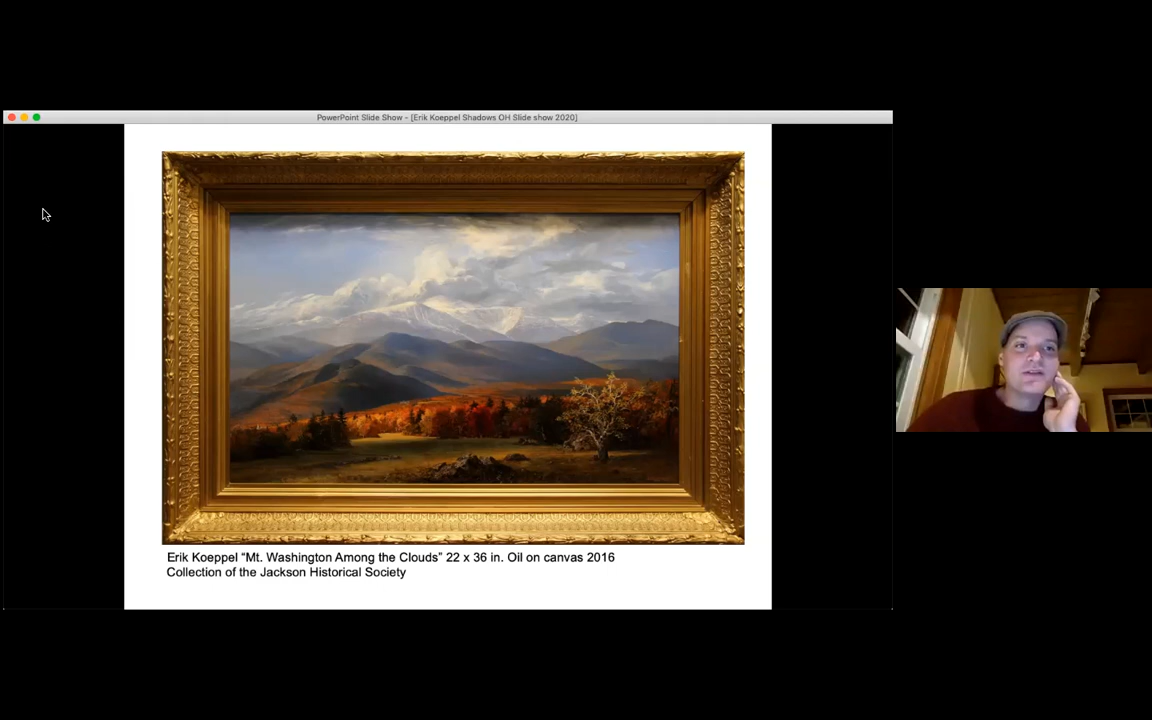 PowerPoint Slide Show - [Erik Koeppel Shadows OH Slide show 2020]
Erik Koeppel “Mt. Washington Among the Clouds” 22 x 36 in. Oil on canvas 2016
Collection of the Jackson Historical Society